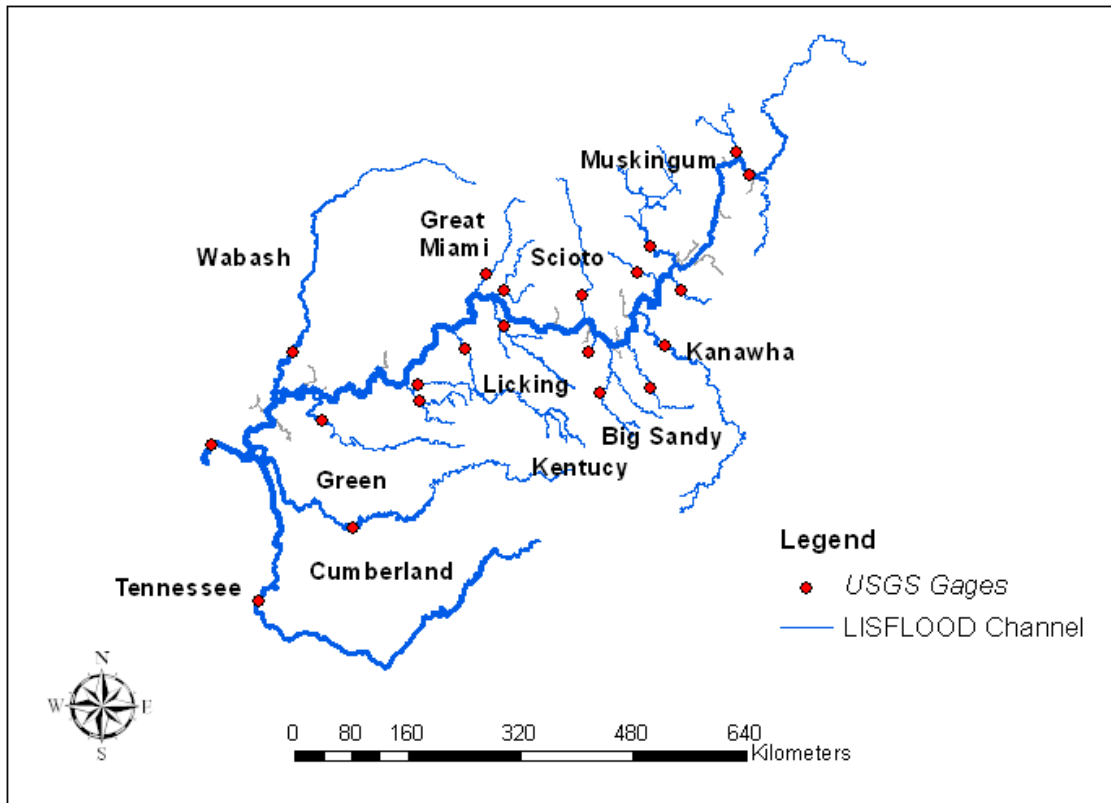 Muskingum
Great
Miami
Scioto
Wabash
Kanawha
Licking
Big Sandy
Kentucy
Green
Cumberland
Tennessee
Legend
USGS Gages
LISFLOOD Channel
N
W
E
S
0 80 160 320 480 640
Kilometers